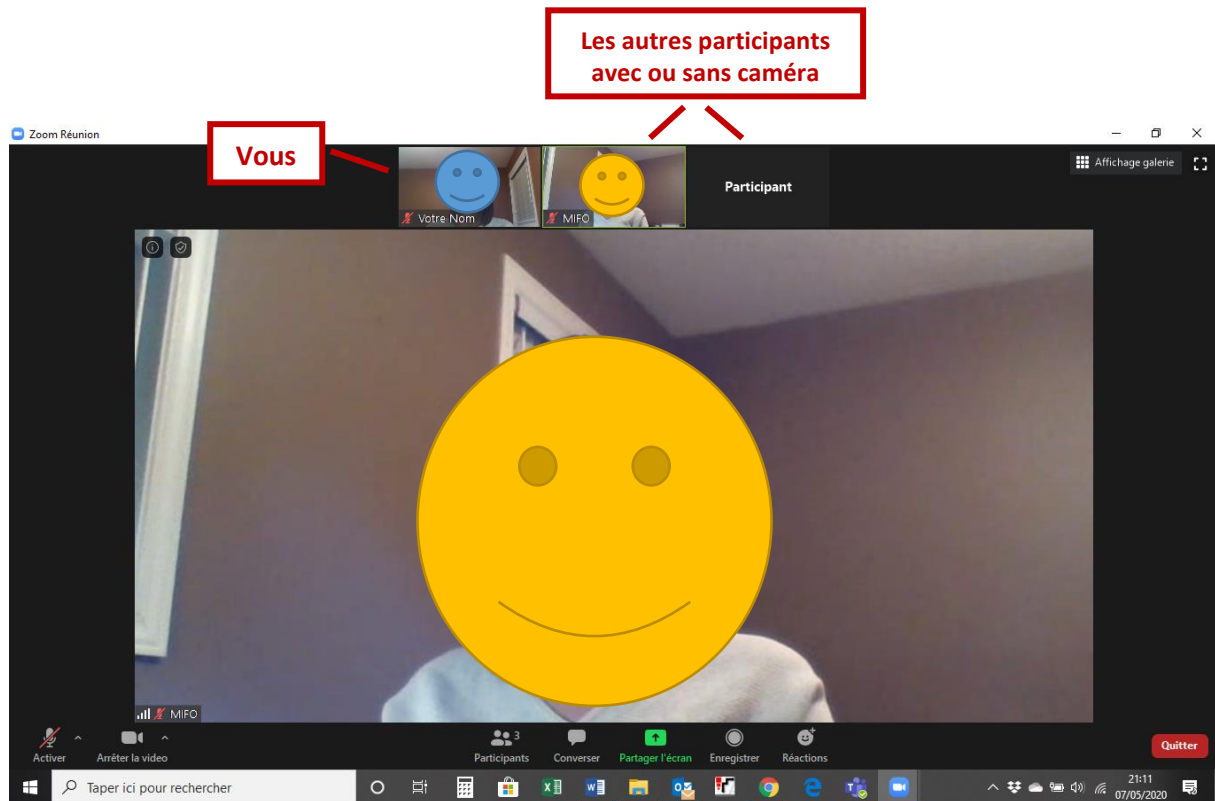 Les autres participants
avec ou sans caméra
Zoom Réunion
Vous
Affichage galerie
Participant
Votre Nom
MIFO
MIFO
3
Activer
Arrêter la video
Participants
Converser
Partager l'écran
Enregistrer
Réactions
Quitter
Taper ici pour rechercher
21:11
07/05/2020